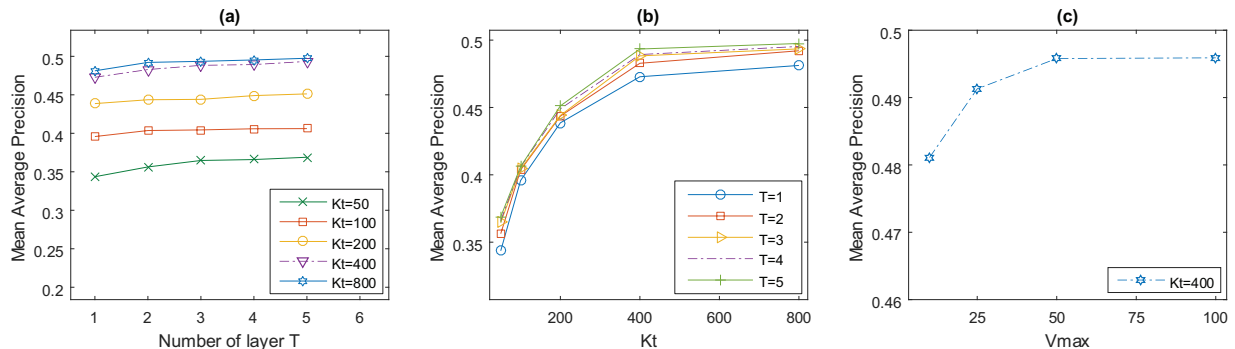 (a)
Mean Average Precision
0.5
0.45
0.4
0.35
0.3
0.25
0.2
1 2 3 4 5 6
Number of layer T
Kt=50
Kt=100
Kt=200
Kt=400
Kt=800
(b)
Mean Average Precision
0.5
0.45
0.4
0.35
200 400 600 800
Kt
T=1
T=2
T=3
T=4
T=5
(c)
Mean Average Precision
0.5
0.49
0.48
0.47
0.46
25 50 75 100
Vmax
Kt=400